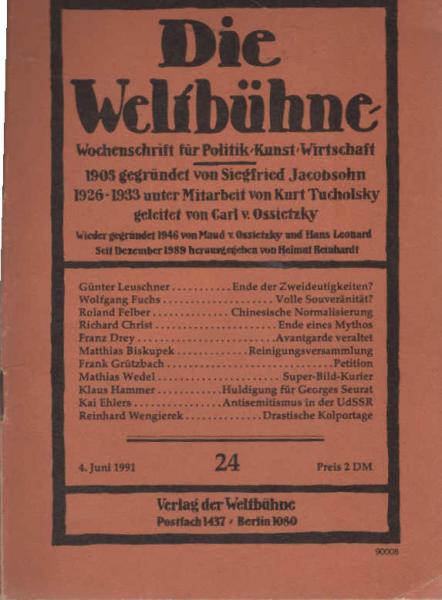 Die
Weltbühne
Wochenschrift für Politik·Kunst·Wirtschaft
1905 gegründet von Siegfried Jacobsohn
1926-1933 unter Mitarbeit von Kurt Tucholsky
geleitet von Carl v. Ossietzky
Wieder gegründet 1946 von Maud v. Ossietzky und Hans Leonard
Seit Dezember 1989 herausgegeben von Helmut Reinhardt
Günter Leuschner ........... Ende der Zweideutigkeiten?
Wolfgang Fuchs .................... Volle Souveränität?
Roland Felber ............. Chinesische Normalisierung
Richard Christ ..................... Ende eines Mythos
Franz Drey ......................... Avantgarde veraltet
Matthias Biskupek ............. Reinigungsversammlung
Frank Grützbach .............................. Petition
Mathias Wedel ..................... Super-Bild-Kurier
Klaus Hammer ........... Huldigung für Georges Seurat
Kai Ehlers ............... Antisemitismus in der UdSSR
Reinhard Wengierek ............. Drastische Kolportage
4. Juni 1991 24 Preis 2 DM
Verlag der Weltbühne
Postfach 1437 · Berlin 1080
90008